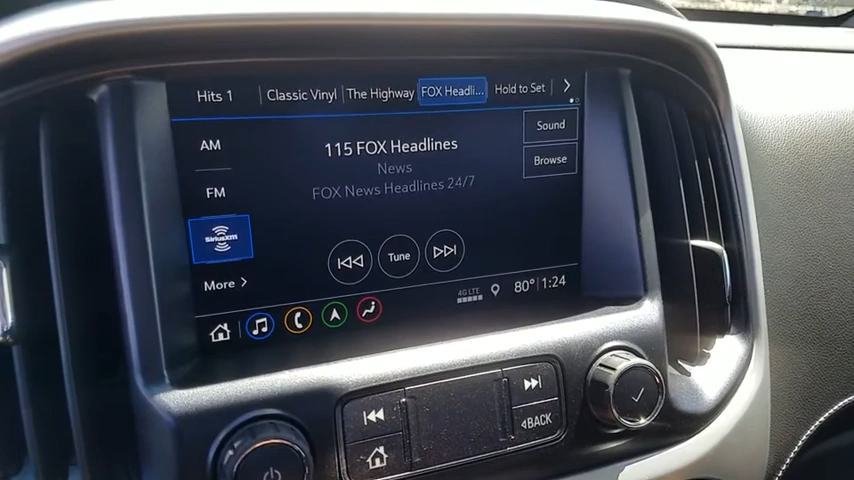 Hits 1
Classic Vinyl
The Highway
FOX Headli...
Hold to Set
AM
115 FOX Headlines
Sound
News
Browse
FM
FOX News Headlines 24/7
SiriusXM
Tune
More
4G LTE
80° 1:24
BACK